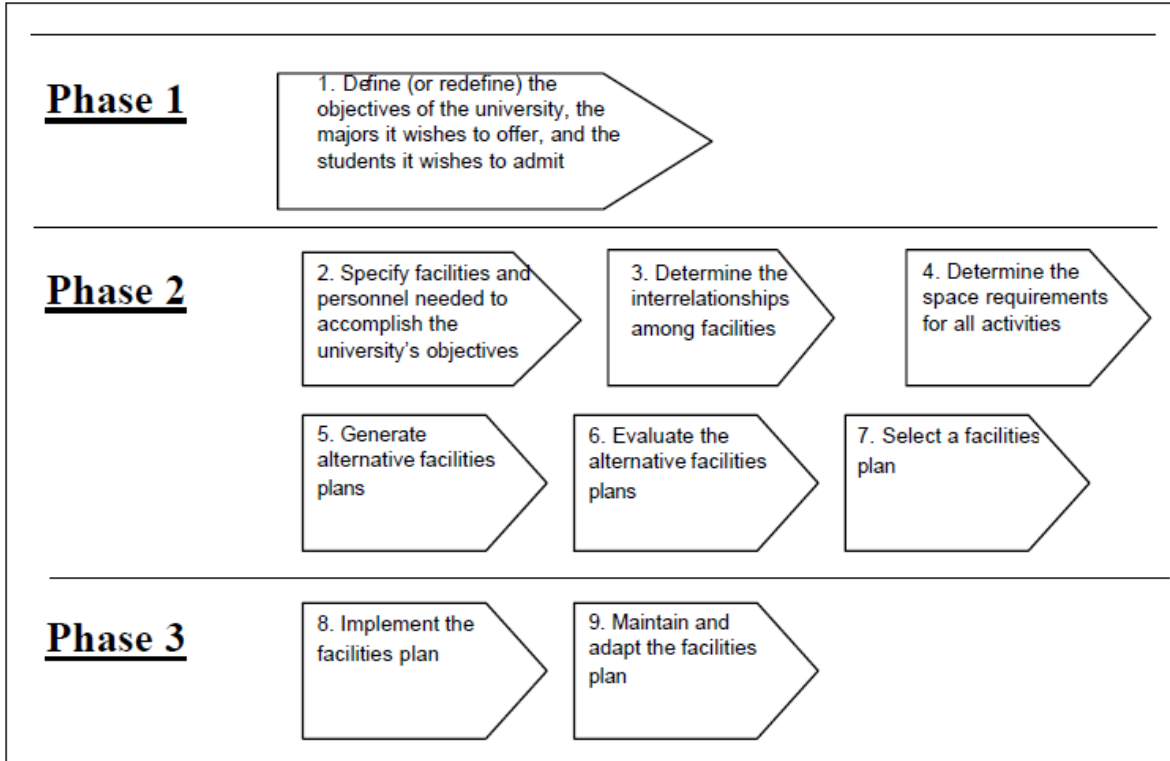 Phase 1
1. Define (or redefine) the
objectives of the university, the
majors it wishes to offer, and the
students it wishes to admit
Phase 2
2. Specify facilities and
personnel needed to
accomplish the
university's objectives
3. Determine the
interrelationships
among facilities
4. Determine the
space requirements
for all activities
5. Generate
alternative facilities
plans
6. Evaluate the
alternative facilities
plans
7. Select a facilities
plan
Phase 3
8. Implement the
facilities plan
9. Maintain and
adapt the facilities
plan